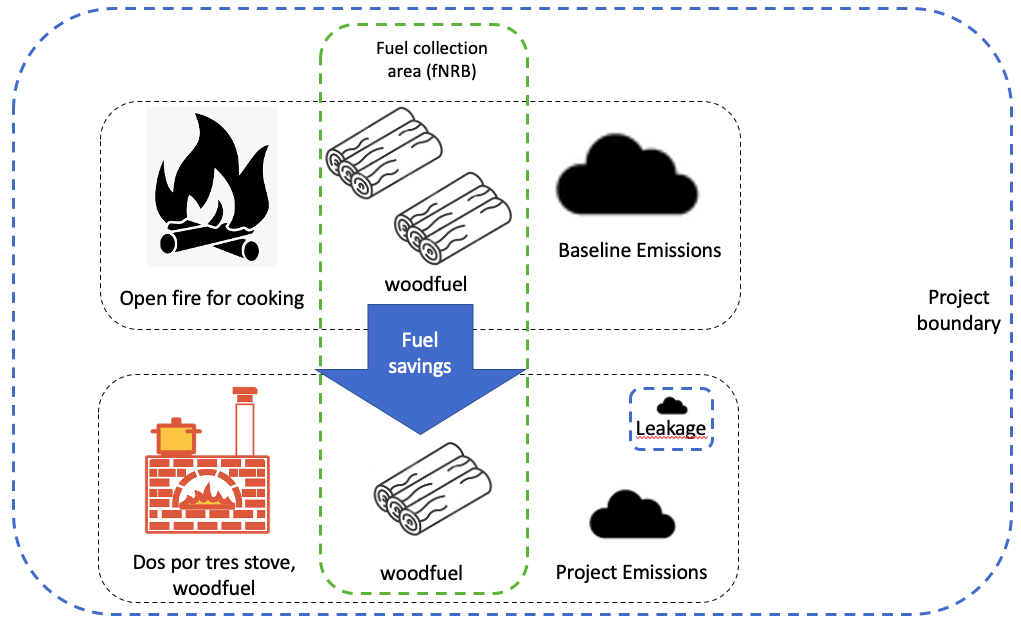 Fuel collection
area (fNRB)
Baseline Emissions
woodfuel
Open fire for cooking
Project
boundary
Fuel
savings
Leakage
Dos por tres stove,
woodfuel
woodfuel
Project Emissions